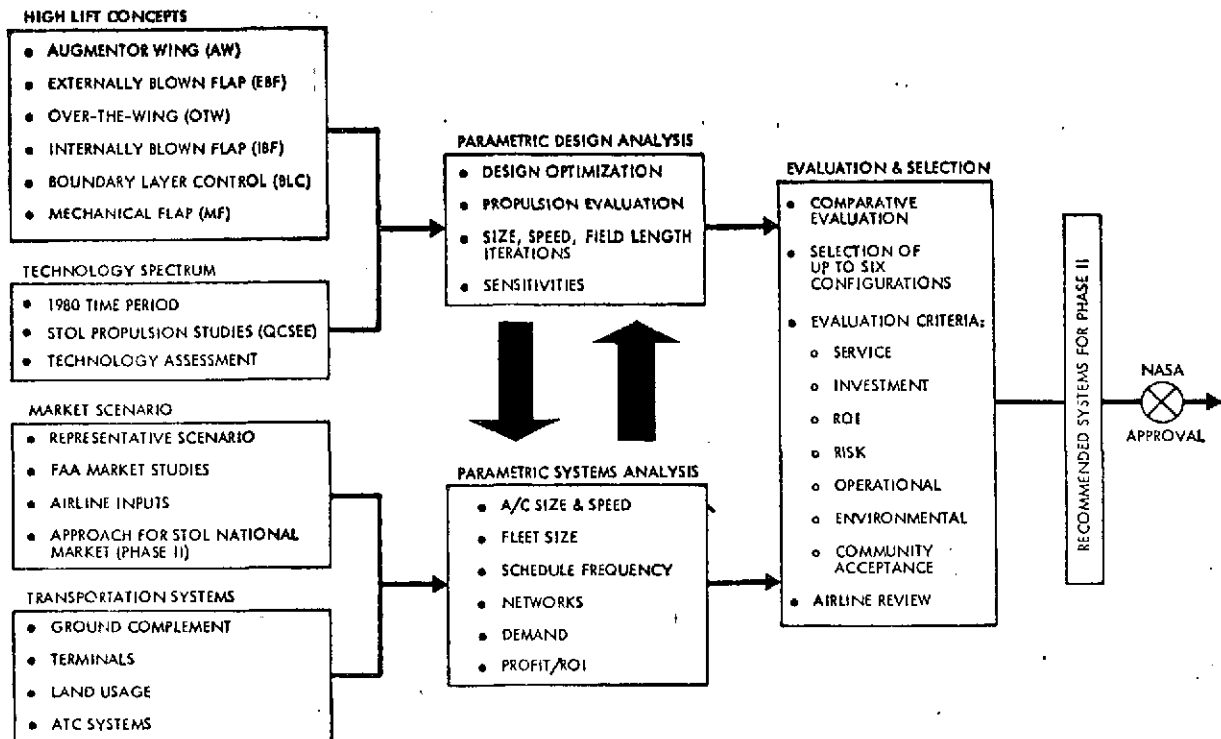 HIGH LIFT CONCEPTS
• AUGMENTOR WING (AW)
• EXTERNALLY BLOWN FLAP (EBF)
• OVER-THE-WING (OTW)
• INTERNALLY BLOWN FLAP (IBF)
• BOUNDARY LAYER CONTROL (BLC)
• MECHANICAL FLAP (MF)
TECHNOLOGY SPECTRUM
• 1980 TIME PERIOD
• STOL PROPULSION STUDIES (QCSEE)
• TECHNOLOGY ASSESSMENT
MARKET SCENARIO
• REPRESENTATIVE SCENARIO
• FAA MARKET STUDIES
• AIRLINE INPUTS
• APPROACH FOR STOL NATIONAL
MARKET (PHASE II)
TRANSPORTATION SYSTEMS
• GROUND COMPLEMENT
• TERMINALS
• LAND USAGE
• ATC SYSTEMS
PARAMETRIC DESIGN ANALYSIS
• DESIGN OPTIMIZATION
• PROPULSION EVALUATION
• SIZE, SPEED, FIELD LENGTH
ITERATIONS
• SENSITIVITIES
PARAMETRIC SYSTEMS ANALYSIS
• A/C SIZE & SPEED
• FLEET SIZE
• SCHEDULE FREQUENCY
• NETWORKS
• DEMAND
• PROFIT/ROI
EVALUATION & SELECTION
• COMPARATIVE
EVALUATION
• SELECTION OF
UP TO SIX
CONFIGURATIONS
• EVALUATION CRITERIA:
o SERVICE
o INVESTMENT
o ROI
o RISK
o OPERATIONAL
o ENVIRONMENTAL
o COMMUNITY
ACCEPTANCE
• AIRLINE REVIEW
RECOMMENDED SYSTEMS FOR PHASE II
NASA
APPROVAL